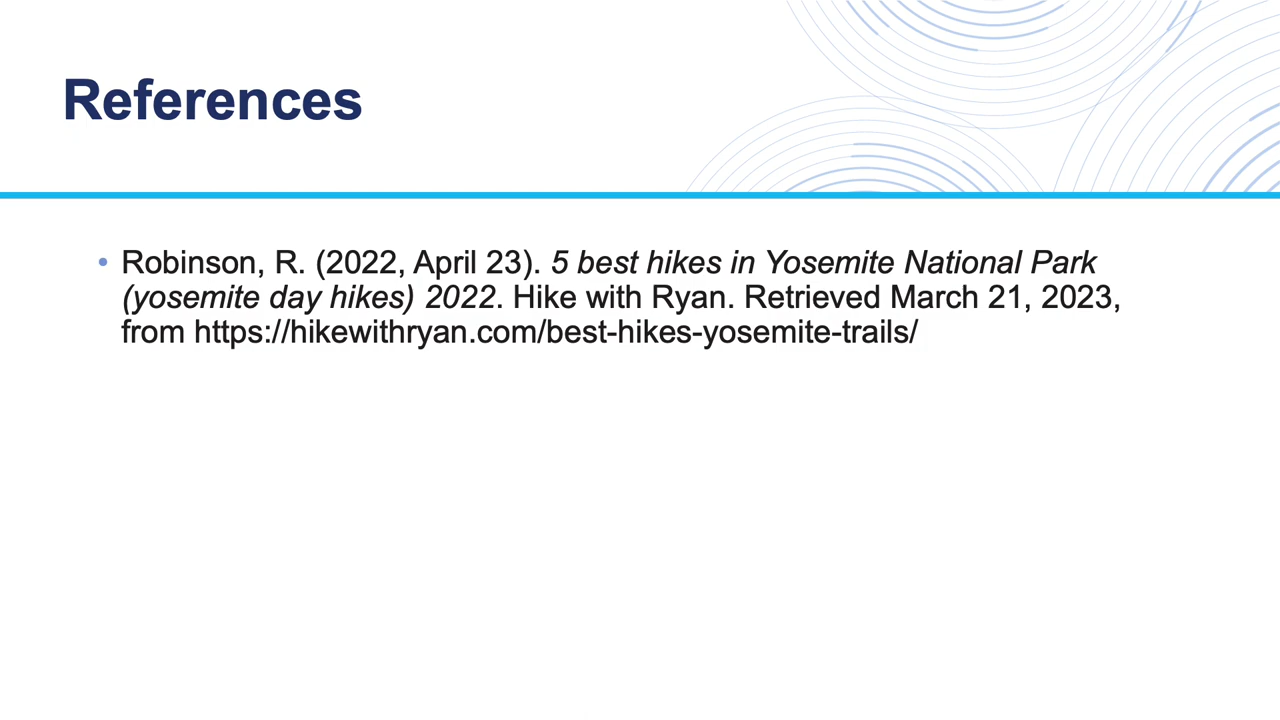 References
• Robinson, R. (2022, April 23). 5 best hikes in Yosemite National Park
(yosemite day hikes) 2022. Hike with Ryan. Retrieved March 21, 2023,
from https://hikewithryan.com/best-hikes-yosemite-trails/